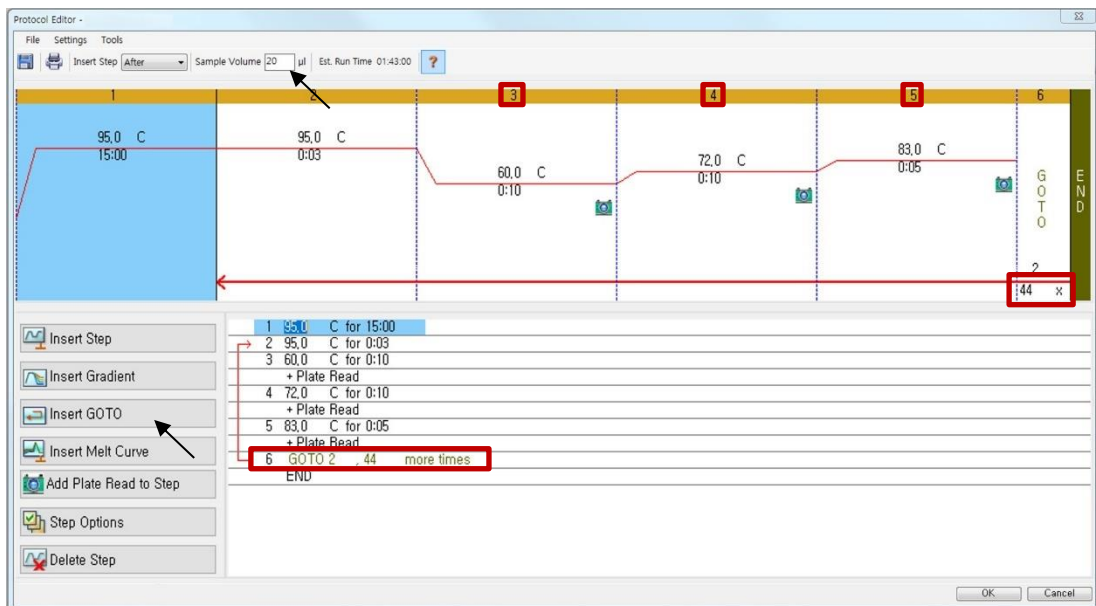 Protocol Editor -
File Settings Tools
Insert Step After Sample Volume 20 µl Est. Run Time 01:43:00 ?
1 2 3 4 5 6
95,0 C
15:00
95,0 C
0:03
60,0 C
0:10
72,0 C
0:10
83,0 C
0:05
GOTO
2
44 x
END
Insert Step
Insert Gradient
Insert GOTO
Insert Melt Curve
Add Plate Read to Step
Step Options
Delete Step
1 95,0 C for 15:00
2 95,0 C for 0:03
3 60,0 C for 0:10
+ Plate Read
4 72,0 C for 0:10
+ Plate Read
5 83,0 C for 0:05
+ Plate Read
6 GOTO 2 , 44 more times
END
OK Cancel